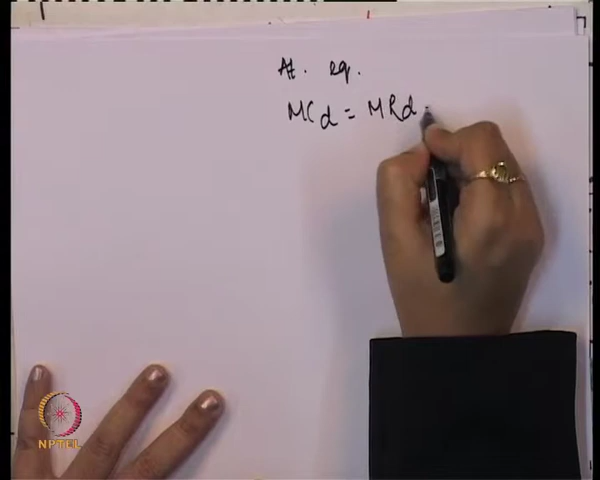 At. eq.
MCd = MRd =
NPTEL